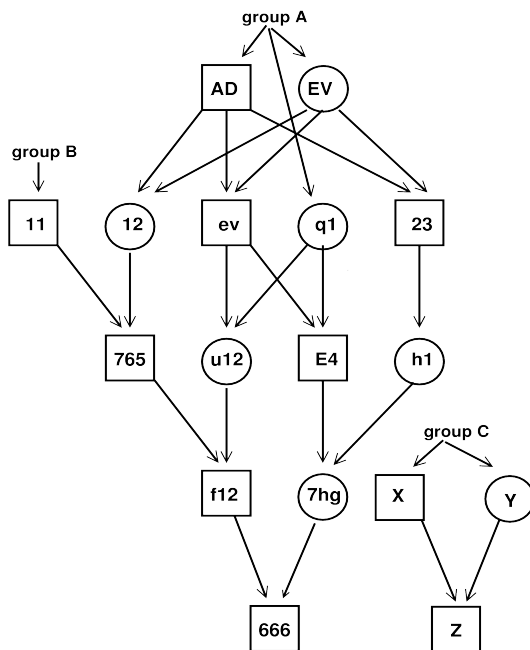 group A
AD
EV
group B
11
12
ev
q1
23
765
u12
E4
h1
group C
f12
7hg
X
Y
666
Z